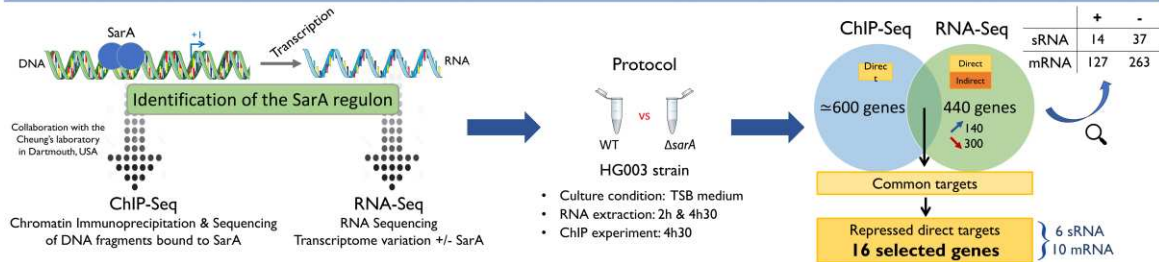 SarA
+1
Transcription
DNA
RNA
Identification of the SarA regulon
Collaboration with the
Cheung's laboratory
in Dartmouth, USA
ChIP-Seq
Chromatin Immunoprecipitation & Sequencing
of DNA fragments bound to SarA
RNA-Seq
RNA Sequencing
Transcriptome variation +/- SarA
Protocol
vs
WT
ΔsarA
HG003 strain
• Culture condition: TSB medium
• RNA extraction: 2h & 4h30
• ChIP experiment: 4h30
ChIP-Seq
RNA-Seq
Direc
t
Direct
Indirect
≃600 genes
440 genes
140
300
Common targets
Repressed direct targets
16 selected genes
6 sRNA
10 mRNA
+ -
sRNA 14 37
mRNA 127 263